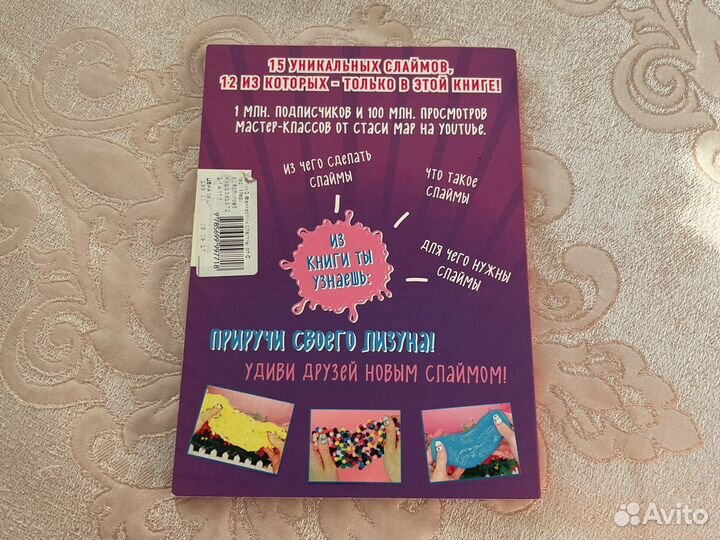 15 УНИКАЛЬНЫХ СЛАЙМОВ,
12 ИЗ КОТОРЫХ - ТОЛЬКО В ЭТОЙ КНИГЕ!
1 МЛН. ПОДПИСЧИКОВ И 100 МЛН. ПРОСМОТРОВ
МАСТЕР-КЛАССОВ ОТ СТАСИ МАР НА YOUTUBE.
ИЗ ЧЕГО СДЕЛАТЬ
СЛАЙМЫ
ЧТО ТАКОЕ
СЛАЙМЫ
ДЛЯ ЧЕГО НУЖНЫ
СЛАЙМЫ
ИЗ
КНИГИ ТЫ
УЗНАЕШЬ:
9785699997718
ПРИРУЧИ СВОЕГО ЛИЗУНА!
УДИВИ ДРУЗЕЙ НОВЫМ СЛАЙМОМ!
Avito